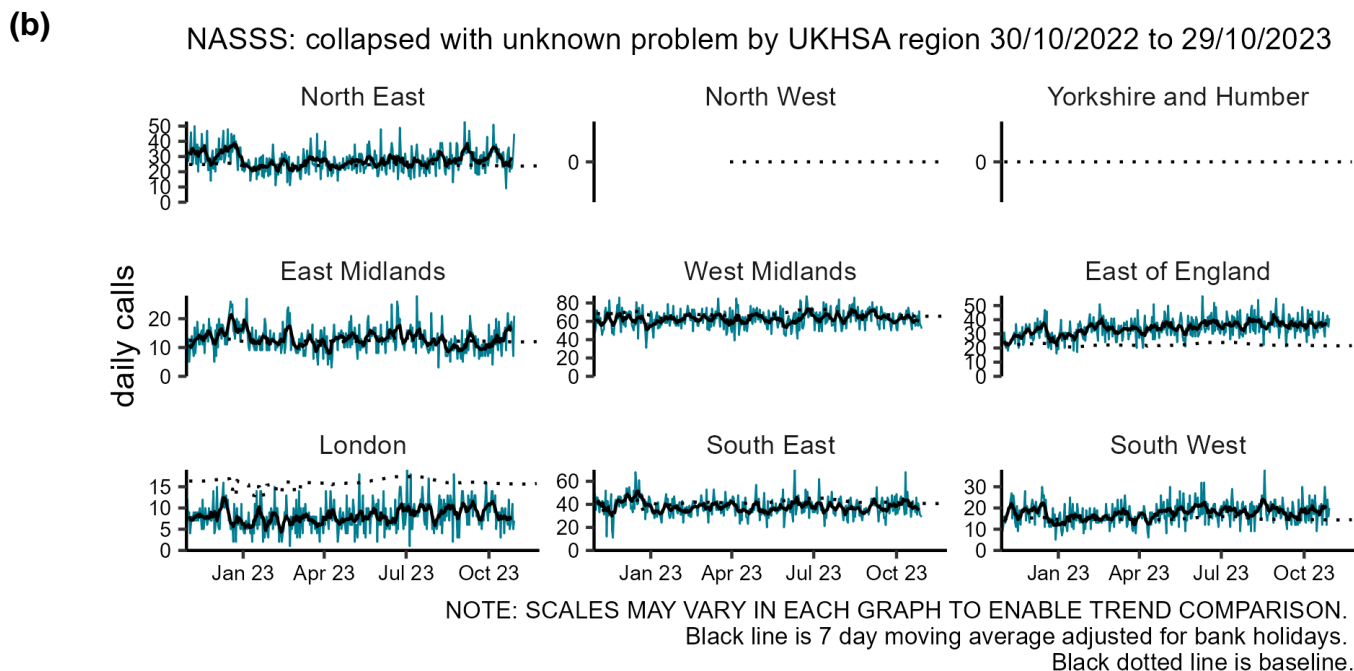 (b)
NASSS: collapsed with unknown problem by UKHSA region 30/10/2022 to 29/10/2023
North East
North West
Yorkshire and Humber
50
40
30
20
10
0
0
0
daily calls
East Midlands
West Midlands
East of England
20
10
0
80
60
40
20
0
50
40
30
20
10
0
London
South East
South West
15
10
5
0
60
40
20
0
30
20
10
0
Jan 23 Apr 23 Jul 23 Oct 23
Jan 23 Apr 23 Jul 23 Oct 23
Jan 23 Apr 23 Jul 23 Oct 23
NOTE: SCALES MAY VARY IN EACH GRAPH TO ENABLE TREND COMPARISON.
Black line is 7 day moving average adjusted for bank holidays.
Black dotted line is baseline.